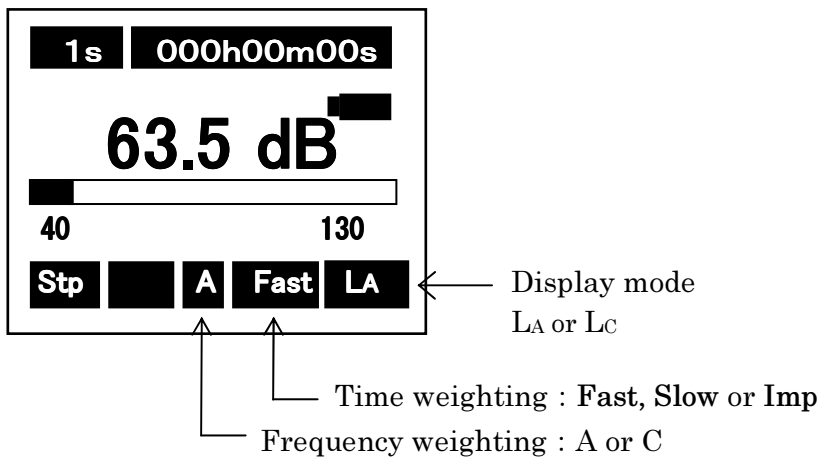 1s 000h00m00s
63.5 dB
40 130
Stp A Fast LA
Display mode
LA or LC
Time weighting : Fast, Slow or Imp
Frequency weighting : A or C